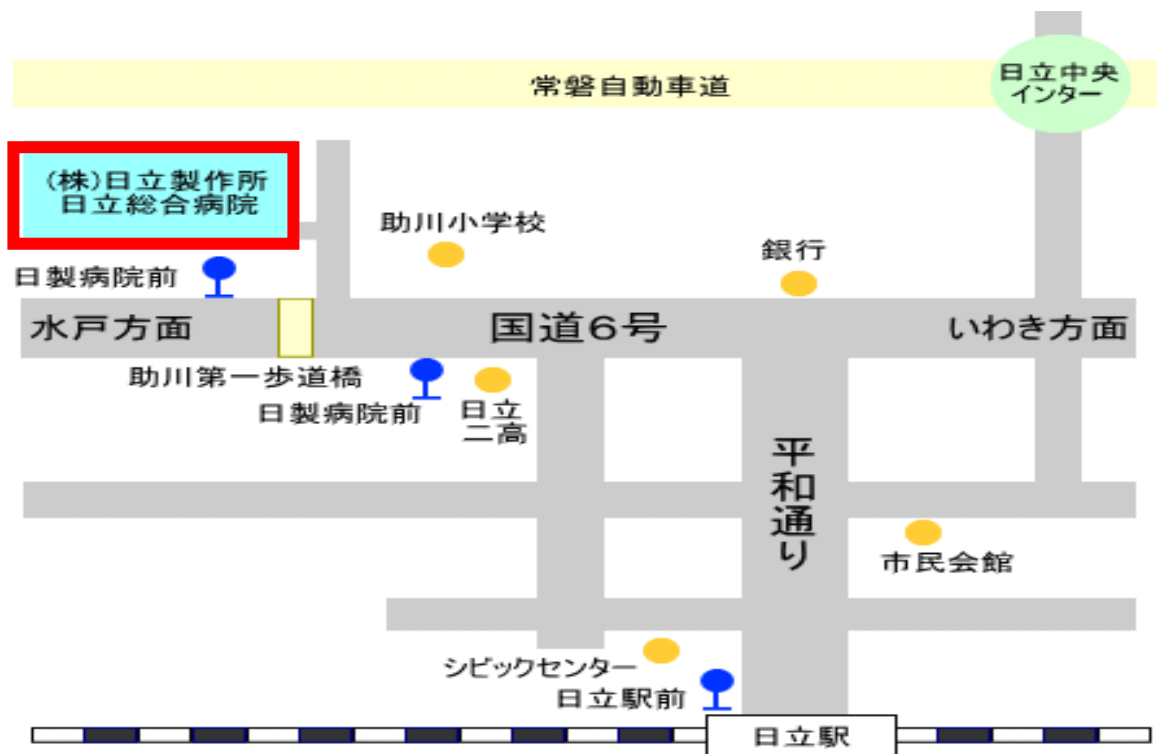 日立中央
インター
常磐自動車道
(株)日立製作所
日立総合病院
助川小学校
銀行
日製病院前
水戸方面
国道6号
いわき方面
助川第一歩道橋
日製病院前
日立
二高
平和通り
市民会館
シビックセンター
日立駅前
日立駅